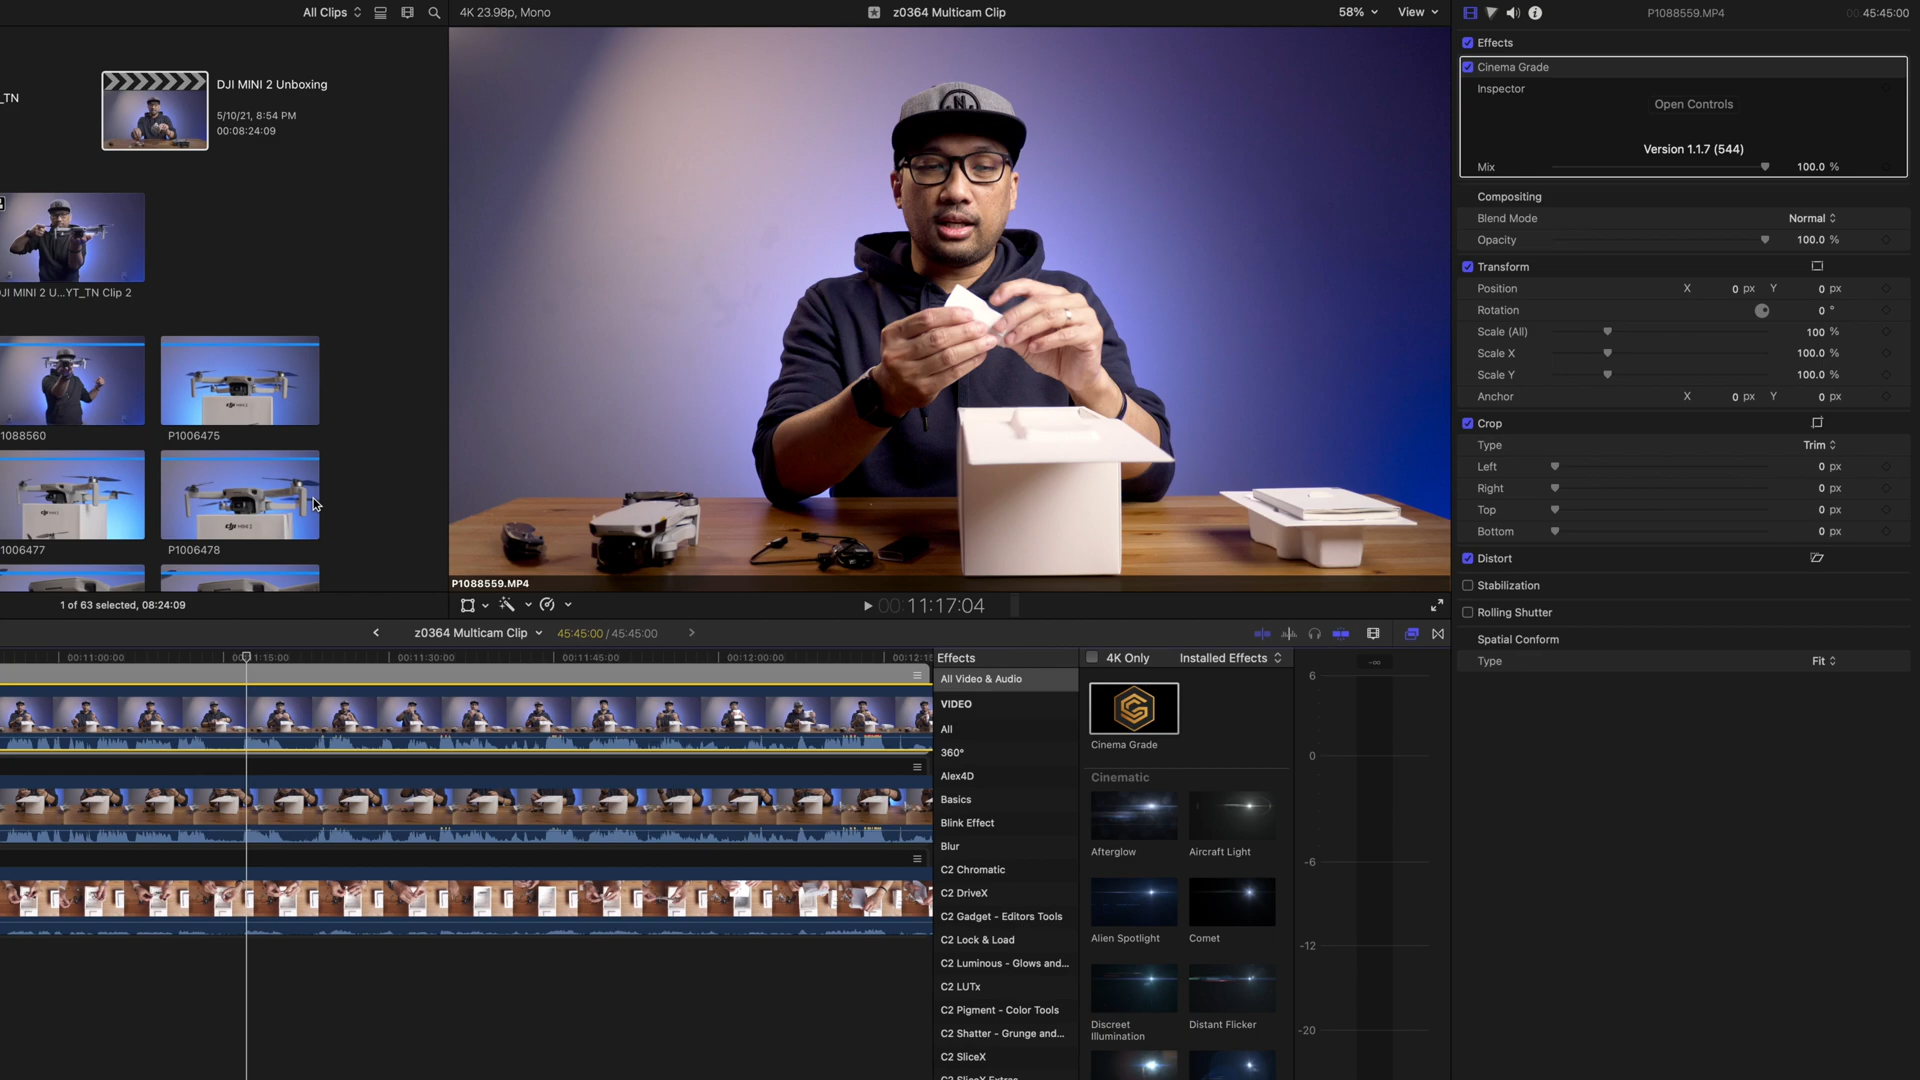 All Clips
4K 23.98p, Mono
z0364 Multicam Clip
58%
View
P1088559.MP4
00:45:45:00
_TN
DJI MINI 2 Unboxing
5/10/21, 8:54 PM
00:08:24:09
JI MINI 2 U...YT_TN Clip 2
1088560
P1006475
1006477
P1006478
1 of 63 selected, 08:24:09
P1088559.MP4
00:11:17:04
Effects
Cinema Grade
Inspector
Open Controls
Version 1.1.7 (544)
Mix 100.0 %
Compositing
Blend Mode Normal
Opacity 100.0 %
Transform
Position X 0 px Y 0 px
Rotation 0 °
Scale (All) 100 %
Scale X 100.0 %
Scale Y 100.0 %
Anchor X 0 px Y 0 px
Crop
Type Trim
Left 0 px
Right 0 px
Top 0 px
Bottom 0 px
Distort
Stabilization
Rolling Shutter
Spatial Conform
Type Fit
z0364 Multicam Clip
45:45:00 / 45:45:00
00:11:00:00
00:11:15:00
00:11:30:00
00:11:45:00
00:12:00:00
00:12:15
Effects
4K Only
Installed Effects
All Video & Audio
VIDEO
All
360°
Alex4D
Basics
Blink Effect
Blur
C2 Chromatic
C2 DriveX
C2 Gadget - Editors Tools
C2 Lock & Load
C2 Luminous - Glows and...
C2 LUTx
C2 Pigment - Color Tools
C2 Shatter - Grunge and...
C2 SliceX
C2 SliceX Extras
Cinema Grade
Cinematic
Afterglow
Aircraft Light
Alien Spotlight
Comet
Discreet
Illumination
Distant Flicker
-∞
6
0
-6
-12
-20